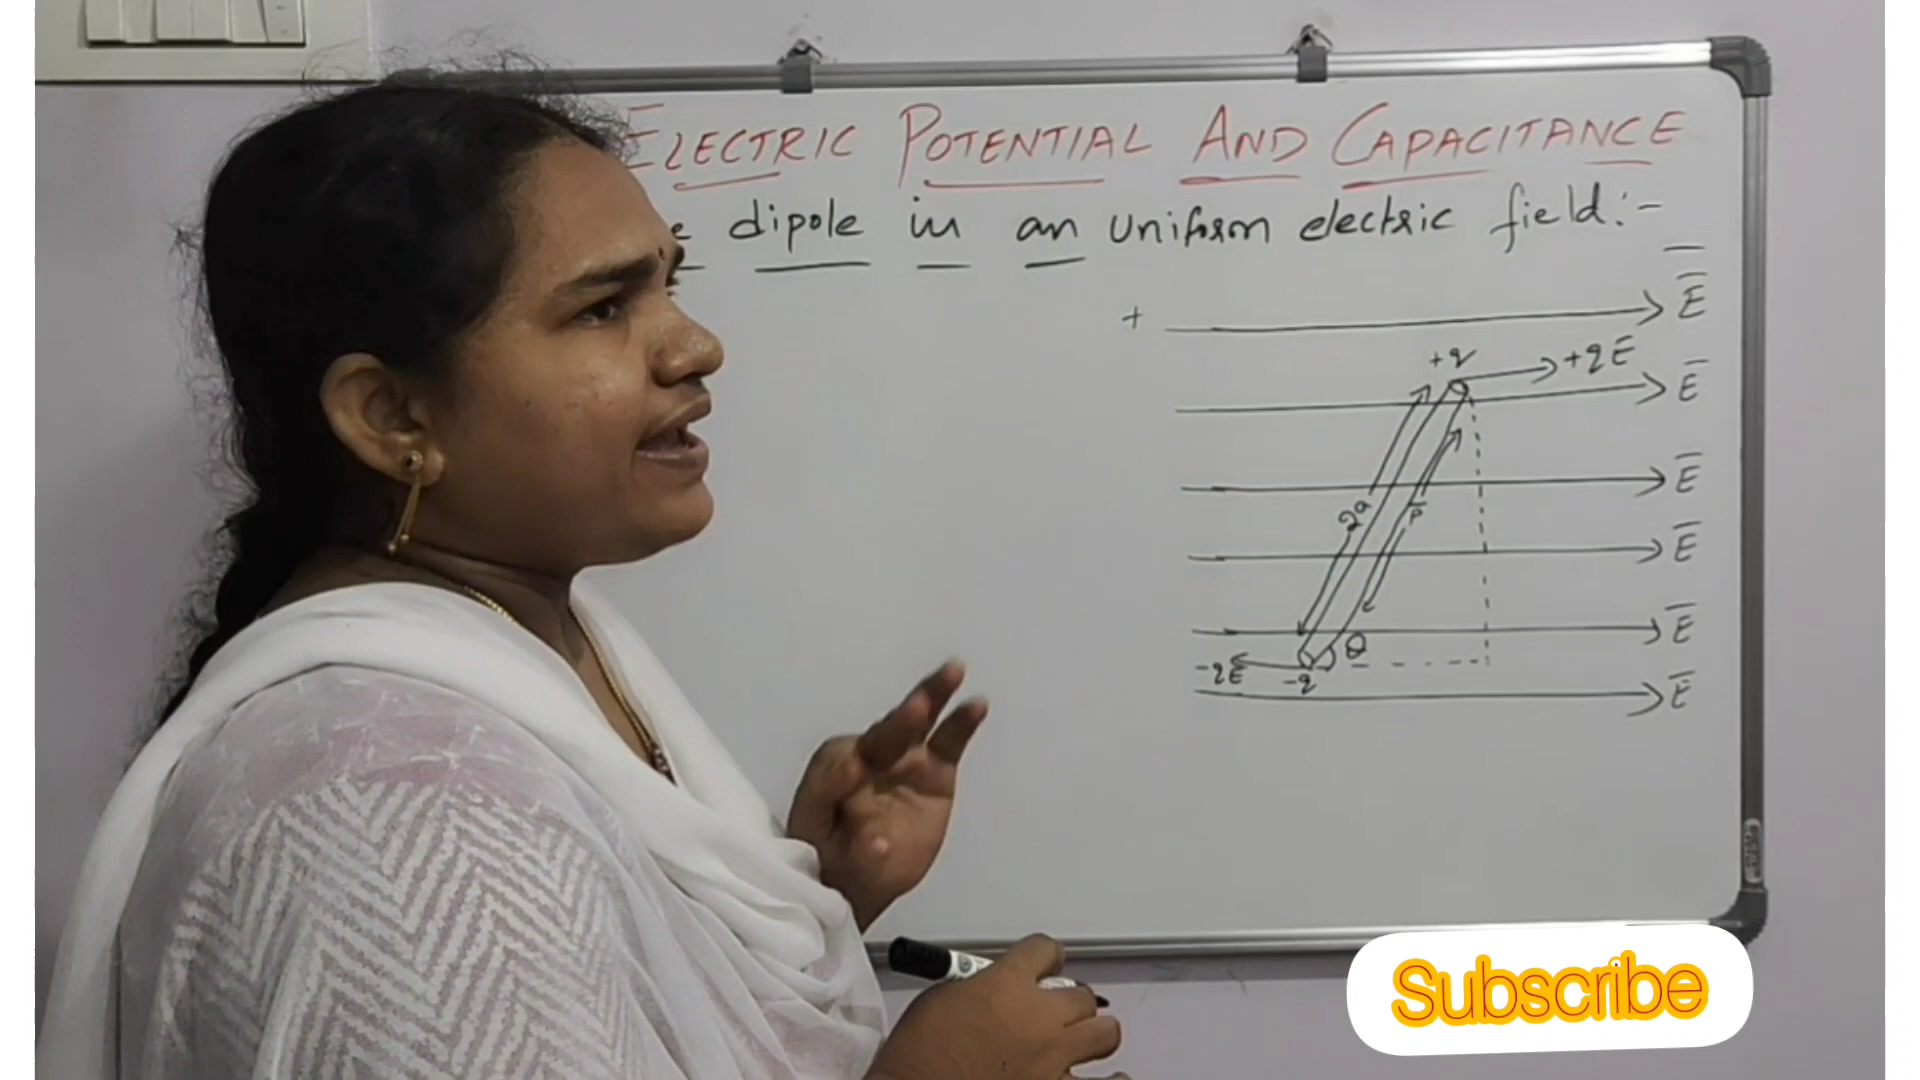 ELECTRIC POTENTIAL AND CAPACITANCE
e dipole in an uniform electric field:-
+
E
+q
+qE
E
E
2a
P
E
E
θ
-qE
-q
E
Subscribe